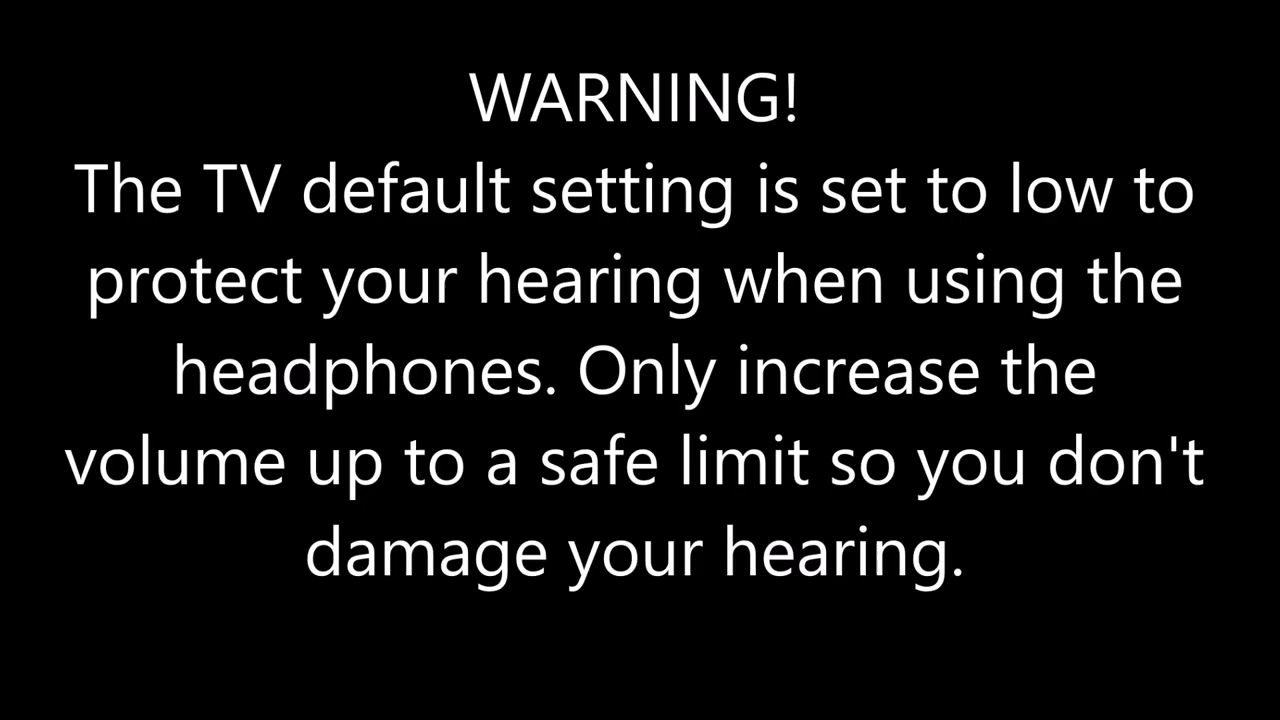 WARNING!
The TV default setting is set to low to
protect your hearing when using the
headphones. Only increase the
volume up to a safe limit so you don't
damage your hearing.